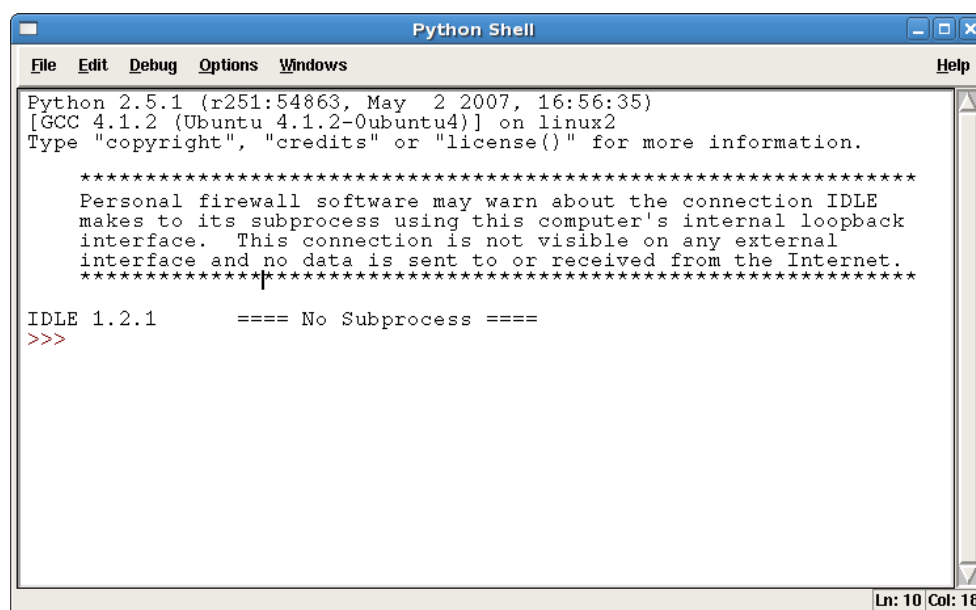 Python Shell
File Edit Debug Options Windows Help
Python 2.5.1 (r251:54863, May  2 2007, 16:56:35)
[GCC 4.1.2 (Ubuntu 4.1.2-0ubuntu4)] on linux2
Type "copyright", "credits" or "license()" for more information.
****************************************************************
Personal firewall software may warn about the connection IDLE
makes to its subprocess using this computer's internal loopback
interface.  This connection is not visible on any external
interface and no data is sent to or received from the Internet.
****************************************************************
IDLE 1.2.1      ==== No Subprocess ====
>>>
Ln: 10 Col: 18